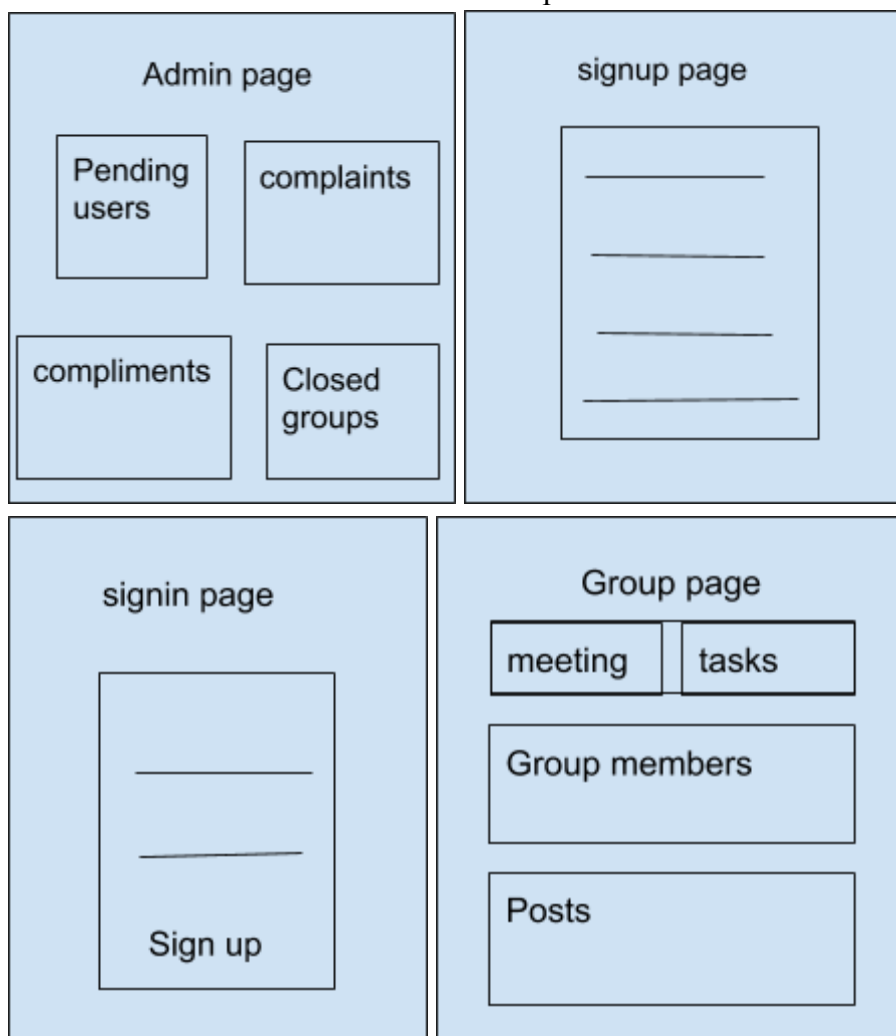 Admin page
Pending
users
complaints
compliments
Closed
groups
signup page
signin page
Sign up
Group page
meeting
tasks
Group members
Posts